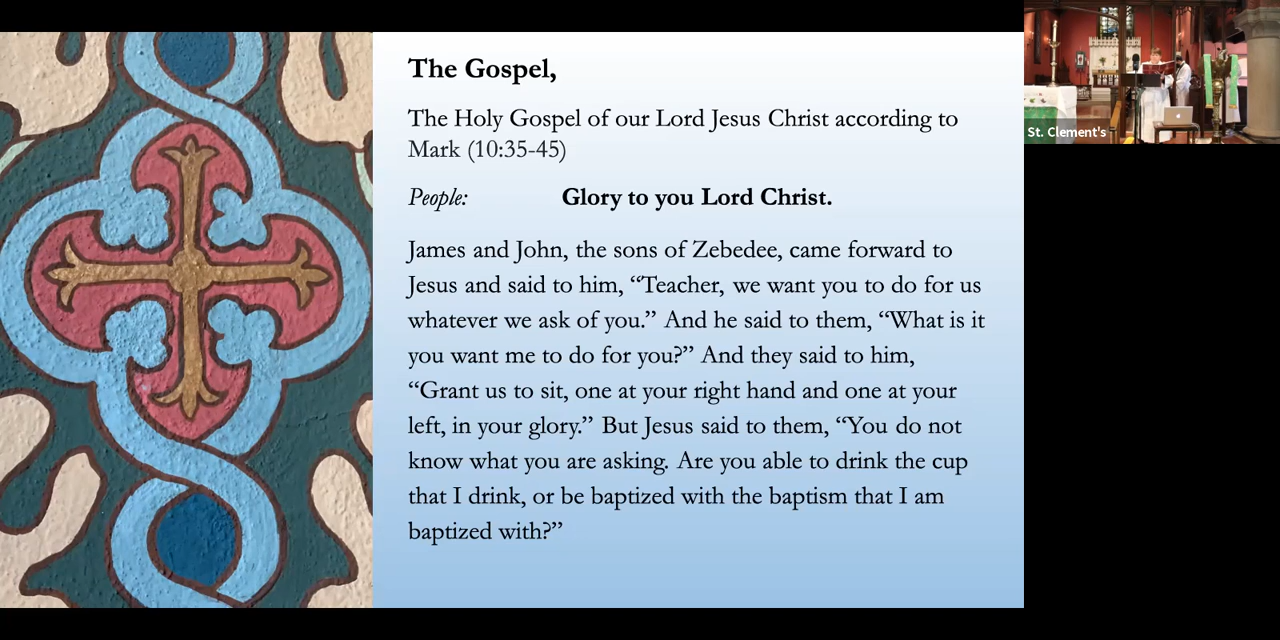 The Gospel,
The Holy Gospel of our Lord Jesus Christ according to
Mark (10:35-45)
People: Glory to you Lord Christ.
James and John, the sons of Zebedee, came forward to
Jesus and said to him, “Teacher, we want you to do for us
whatever we ask of you.” And he said to them, “What is it
you want me to do for you?” And they said to him,
“Grant us to sit, one at your right hand and one at your
left, in your glory.” But Jesus said to them, “You do not
know what you are asking. Are you able to drink the cup
that I drink, or be baptized with the baptism that I am
baptized with?”
St. Clement's